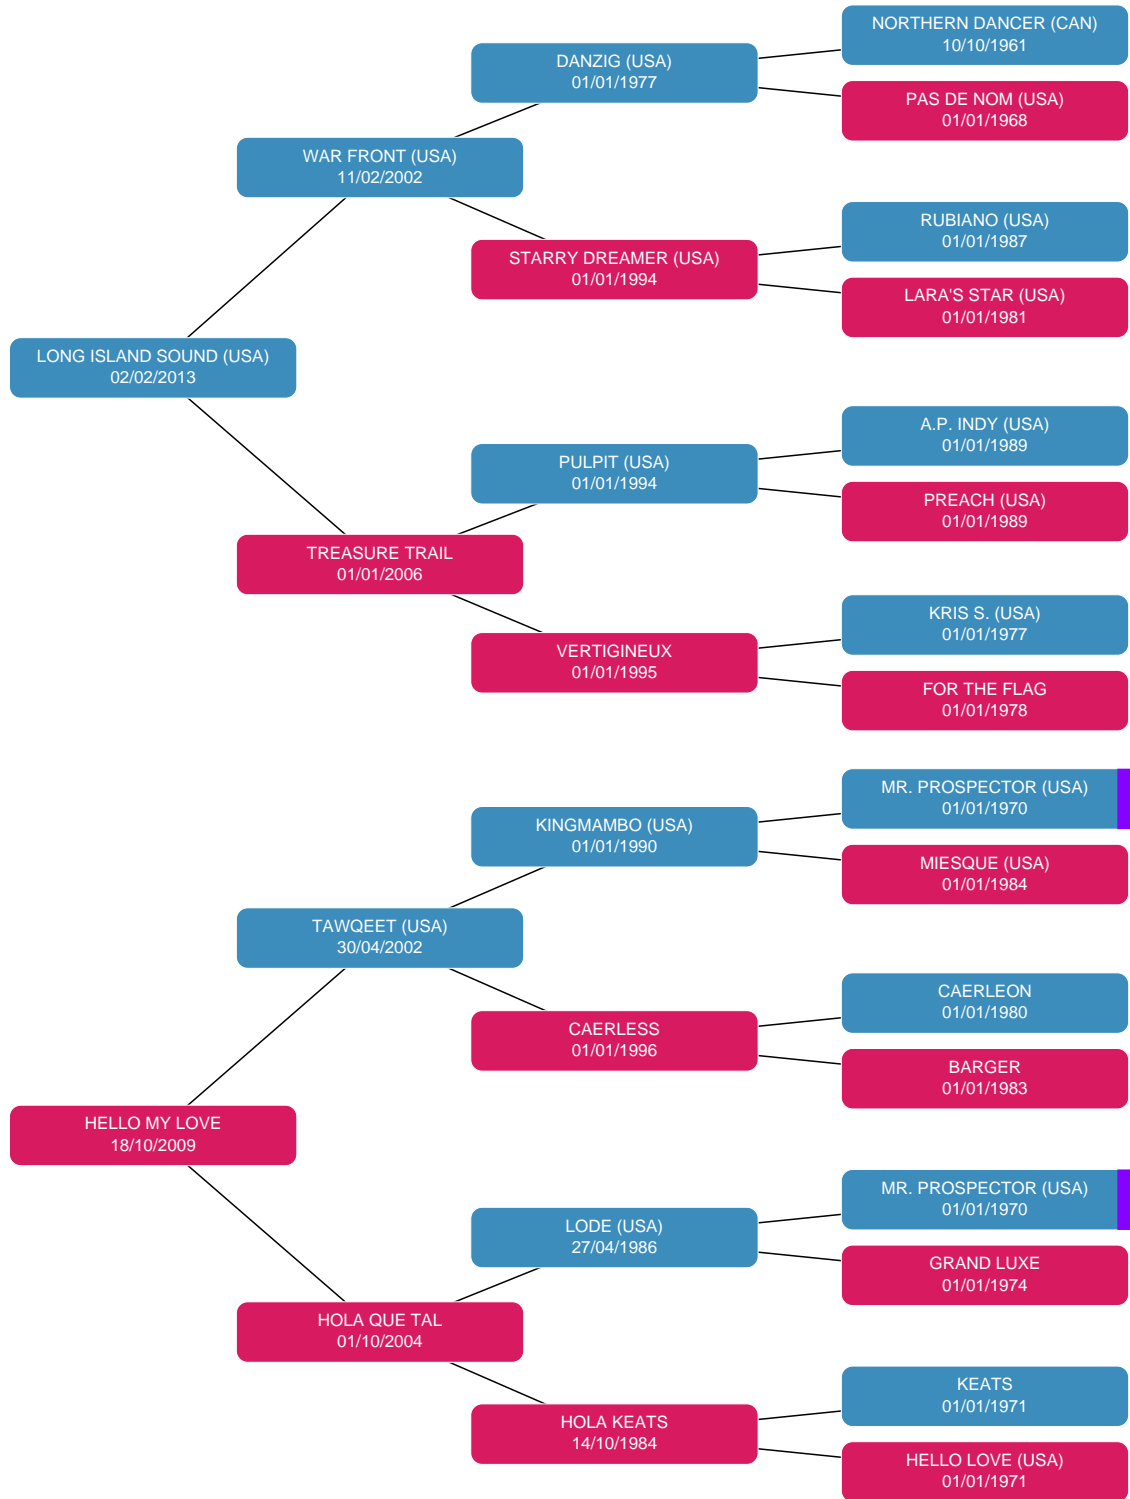 NORTHERN DANCER (CAN)
10/10/1961
DANZIG (USA)
01/01/1977
PAS DE NOM (USA)
01/01/1968
WAR FRONT (USA)
11/02/2002
RUBIANO (USA)
01/01/1987
STARRY DREAMER (USA)
01/01/1994
LARA'S STAR (USA)
01/01/1981
LONG ISLAND SOUND (USA)
02/02/2013
A.P. INDY (USA)
01/01/1989
PULPIT (USA)
01/01/1994
PREACH (USA)
01/01/1989
TREASURE TRAIL
01/01/2006
KRIS S. (USA)
01/01/1977
VERTIGINEUX
01/01/1995
FOR THE FLAG
01/01/1978
MR. PROSPECTOR (USA)
01/01/1970
KINGMAMBO (USA)
01/01/1990
MIESQUE (USA)
01/01/1984
TAWQEET (USA)
30/04/2002
CAERLEON
01/01/1980
CAERLESS
01/01/1996
BARGER
01/01/1983
HELLO MY LOVE
18/10/2009
MR. PROSPECTOR (USA)
01/01/1970
LODE (USA)
27/04/1986
GRAND LUXE
01/01/1974
HOLA QUE TAL
01/10/2004
KEATS
01/01/1971
HOLA KEATS
14/10/1984
HELLO LOVE (USA)
01/01/1971